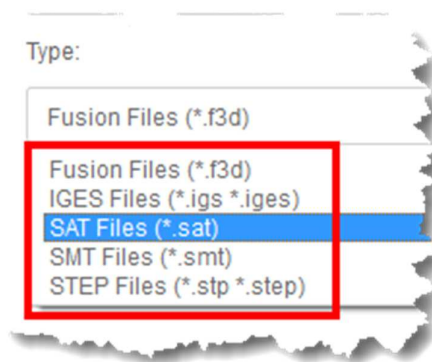 Type:
Fusion Files (*.f3d)
Fusion Files (*.f3d)
IGES Files (*.igs *.iges)
SAT Files (*.sat)
SMT Files (*.smt)
STEP Files (*.stp *.step)